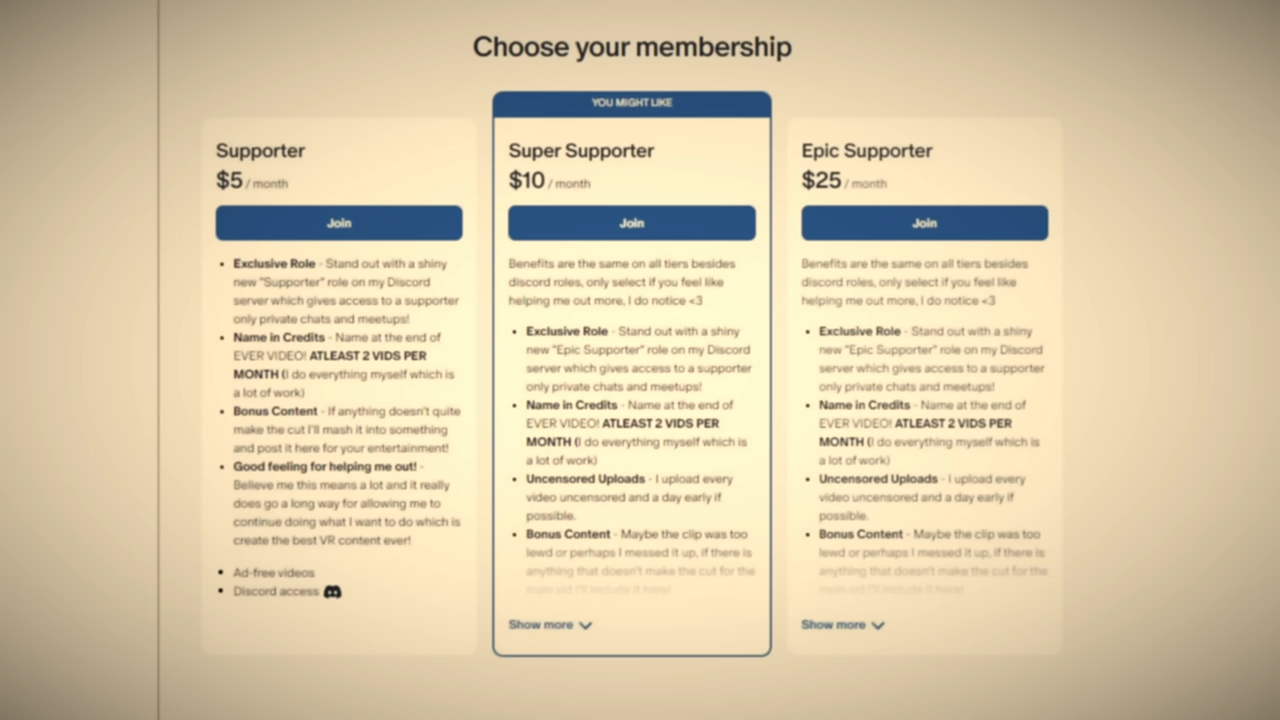 Choose your membership
YOU MIGHT LIKE
Supporter
$5 / month
Join
• Exclusive Role - Stand out with a shiny
new "Supporter" role on my Discord
server which gives access to a supporter
only private chats and meetups!
• Name in Credits - Name at the end of
EVER VIDEO! ATLEAST 2 VIDS PER
MONTH (I do everything myself which is
a lot of work)
• Bonus Content - If anything doesn't quite
make the cut I'll mash it into something
and post it here for your entertainment!
• Good feeling for helping me out! -
Believe me this means a lot and it really
does go a long way for allowing me to
continue doing what I want to do which is
create the best VR content ever!
• Ad-free videos
• Discord access
Super Supporter
$10 / month
Join
Benefits are the same on all tiers besides
discord roles, only select if you feel like
helping me out more, I do notice <3
• Exclusive Role - Stand out with a shiny
new "Epic Supporter" role on my Discord
server which gives access to a supporter
only private chats and meetups!
• Name in Credits - Name at the end of
EVER VIDEO! ATLEAST 2 VIDS PER
MONTH (I do everything myself which is
a lot of work)
• Uncensored Uploads - I upload every
video uncensored and a day early if
possible.
• Bonus Content - Maybe the clip was too
lewd or perhaps I messed it up, if there is
anything that doesn't make the cut for the
main vid I'll include it here!
Show more
Epic Supporter
$25 / month
Join
Benefits are the same on all tiers besides
discord roles, only select if you feel like
helping me out more, I do notice <3
• Exclusive Role - Stand out with a shiny
new "Epic Supporter" role on my Discord
server which gives access to a supporter
only private chats and meetups!
• Name in Credits - Name at the end of
EVER VIDEO! ATLEAST 2 VIDS PER
MONTH (I do everything myself which is
a lot of work)
• Uncensored Uploads - I upload every
video uncensored and a day early if
possible.
• Bonus Content - Maybe the clip was too
lewd or perhaps I messed it up, if there is
anything that doesn't make the cut for the
main vid I'll include it here!
Show more